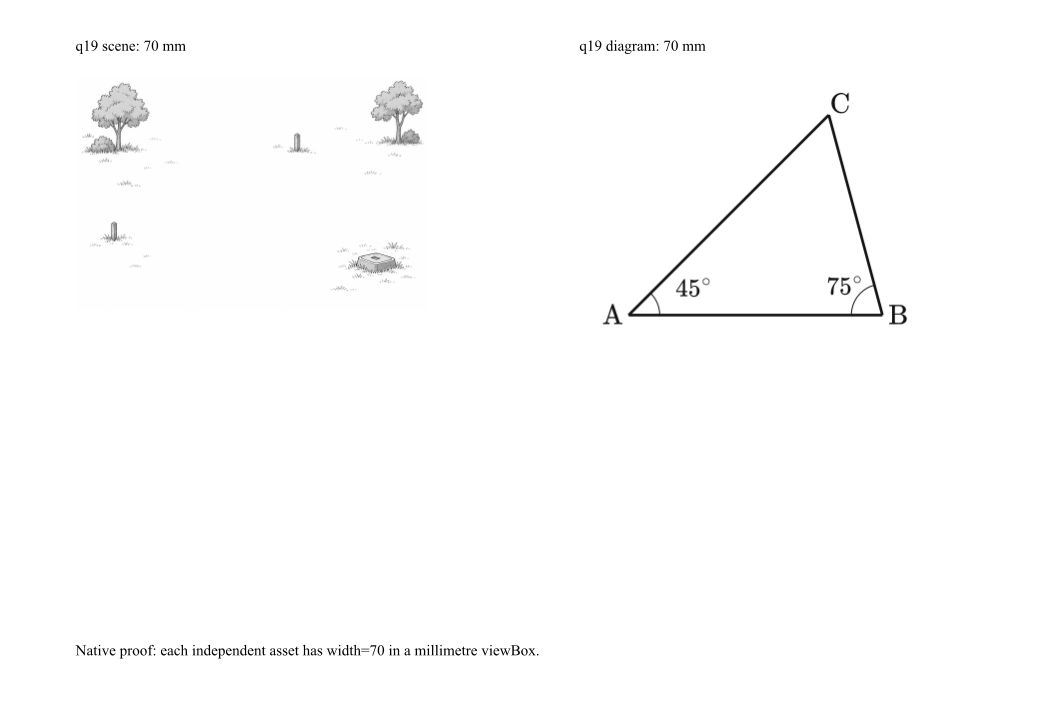 q19 scene: 70 mm
q19 diagram: 70 mm
C
45°
75°
A
B
Native proof: each independent asset has width=70 in a millimetre viewBox.